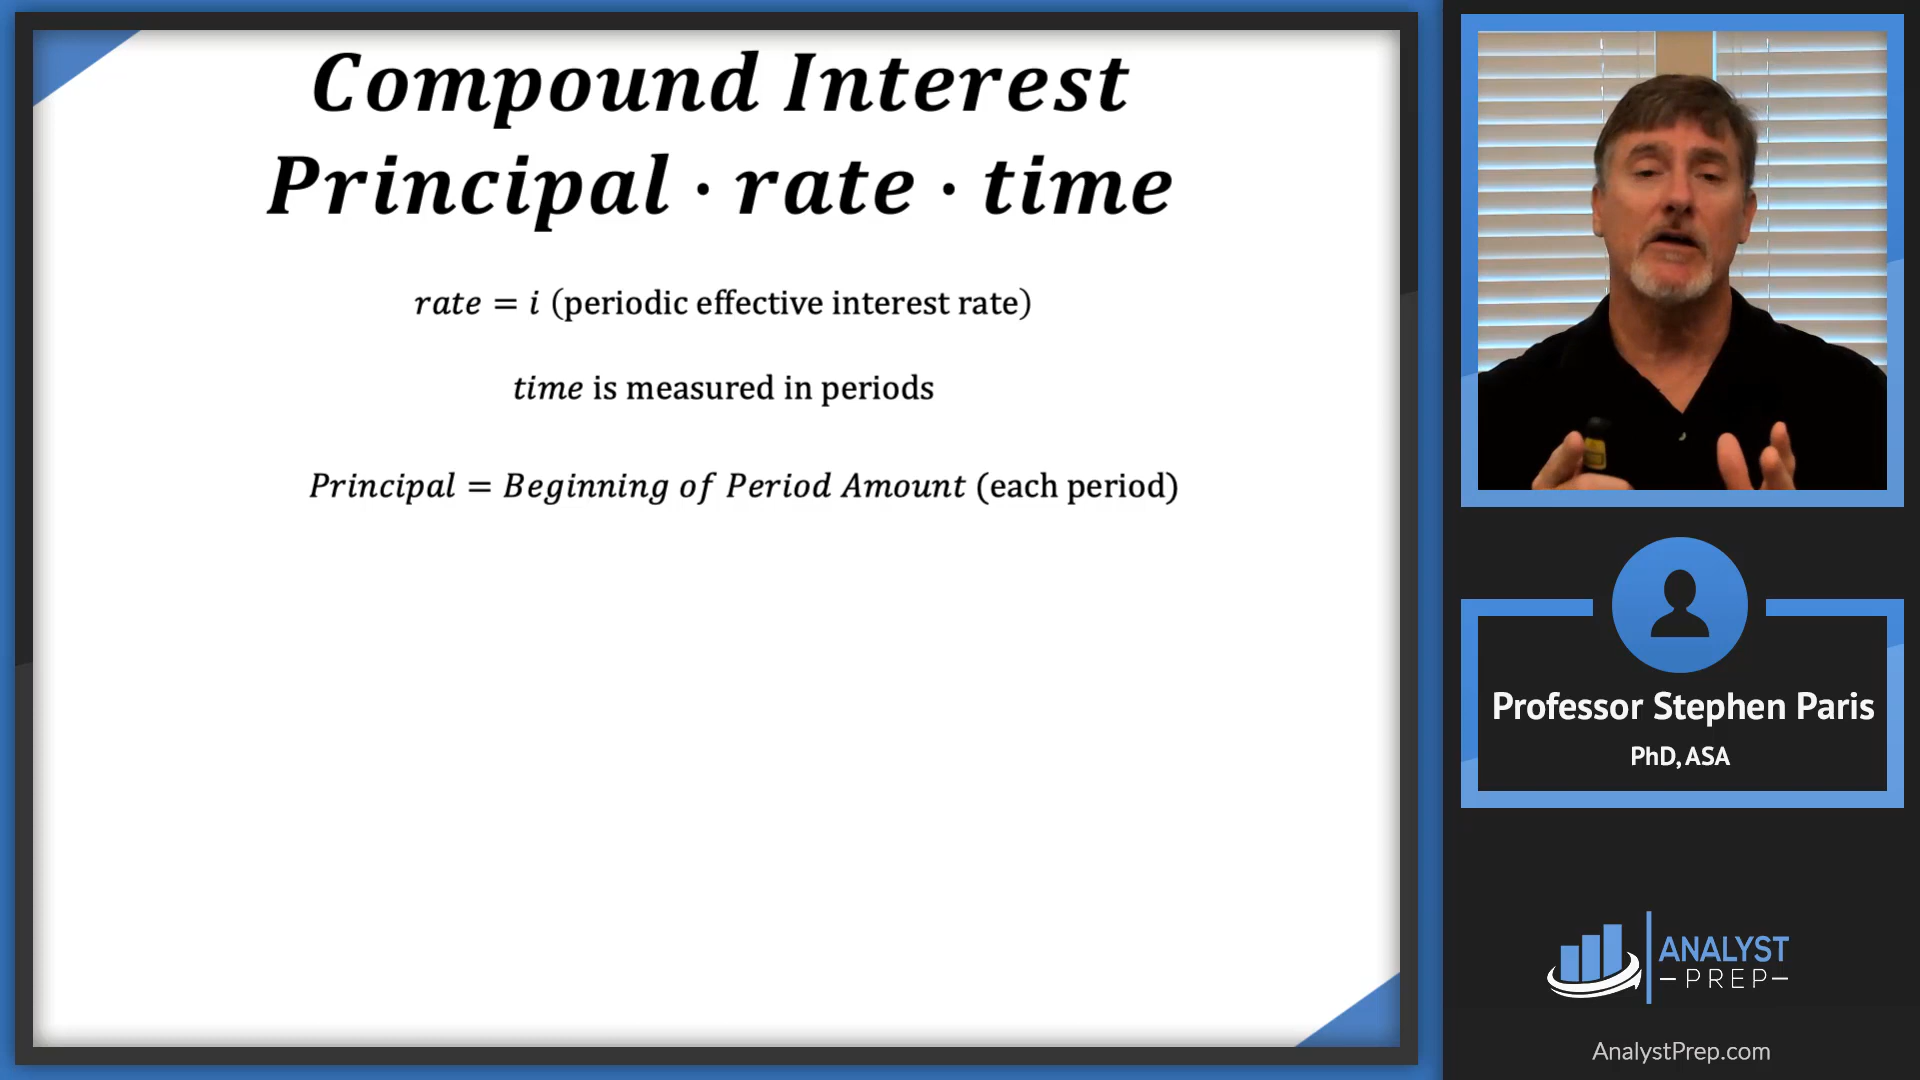 Compound Interest
Principal · rate · time
rate = i (periodic effective interest rate)
time is measured in periods
Principal = Beginning of Period Amount (each period)
Professor Stephen Paris
PhD, ASA
ANALYST
PREP
AnalystPrep.com